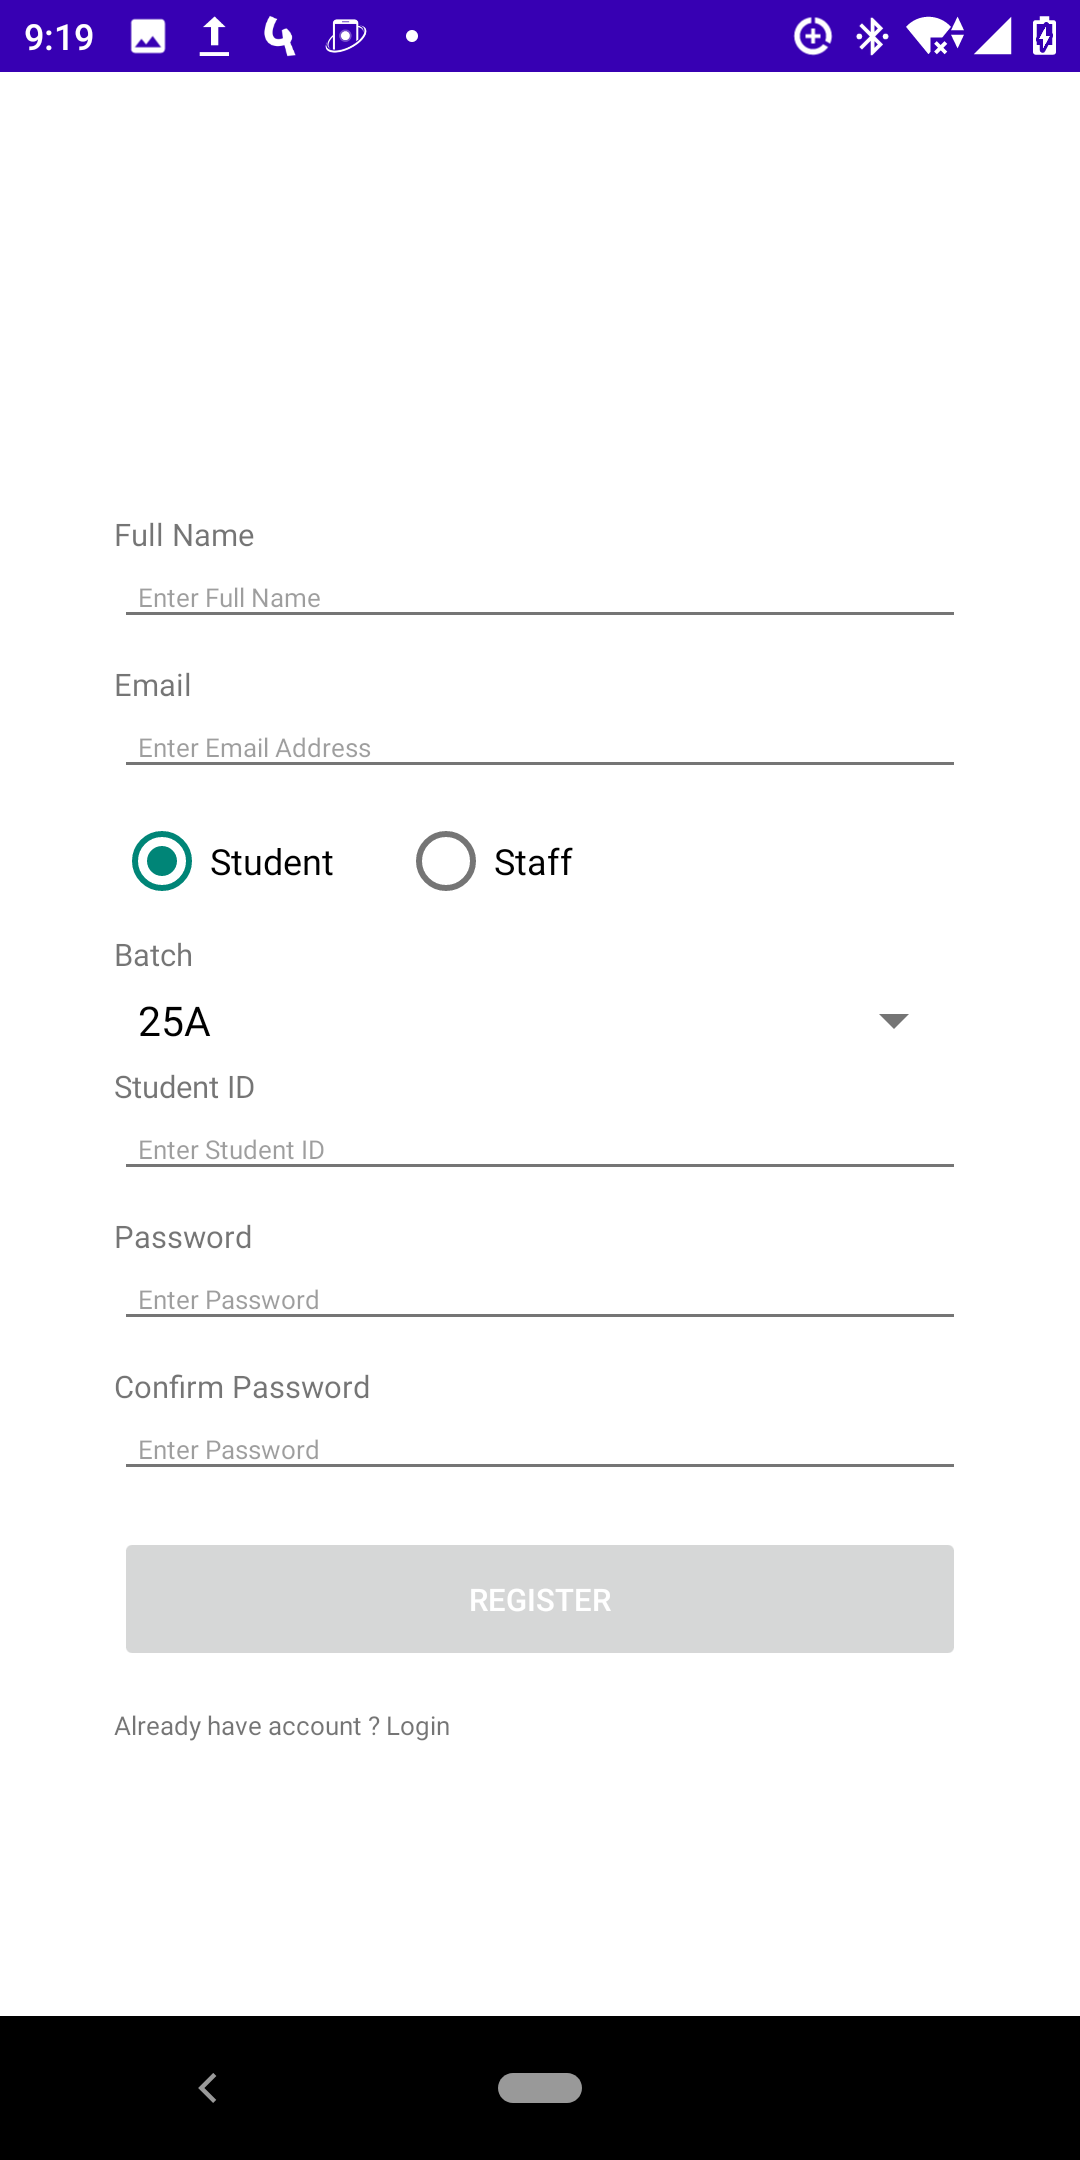 9:19
Full Name
Enter Full Name
Email
Enter Email Address
Student
Staff
Batch
25A
Student ID
Enter Student ID
Password
Enter Password
Confirm Password
Enter Password
REGISTER
Already have account ? Login